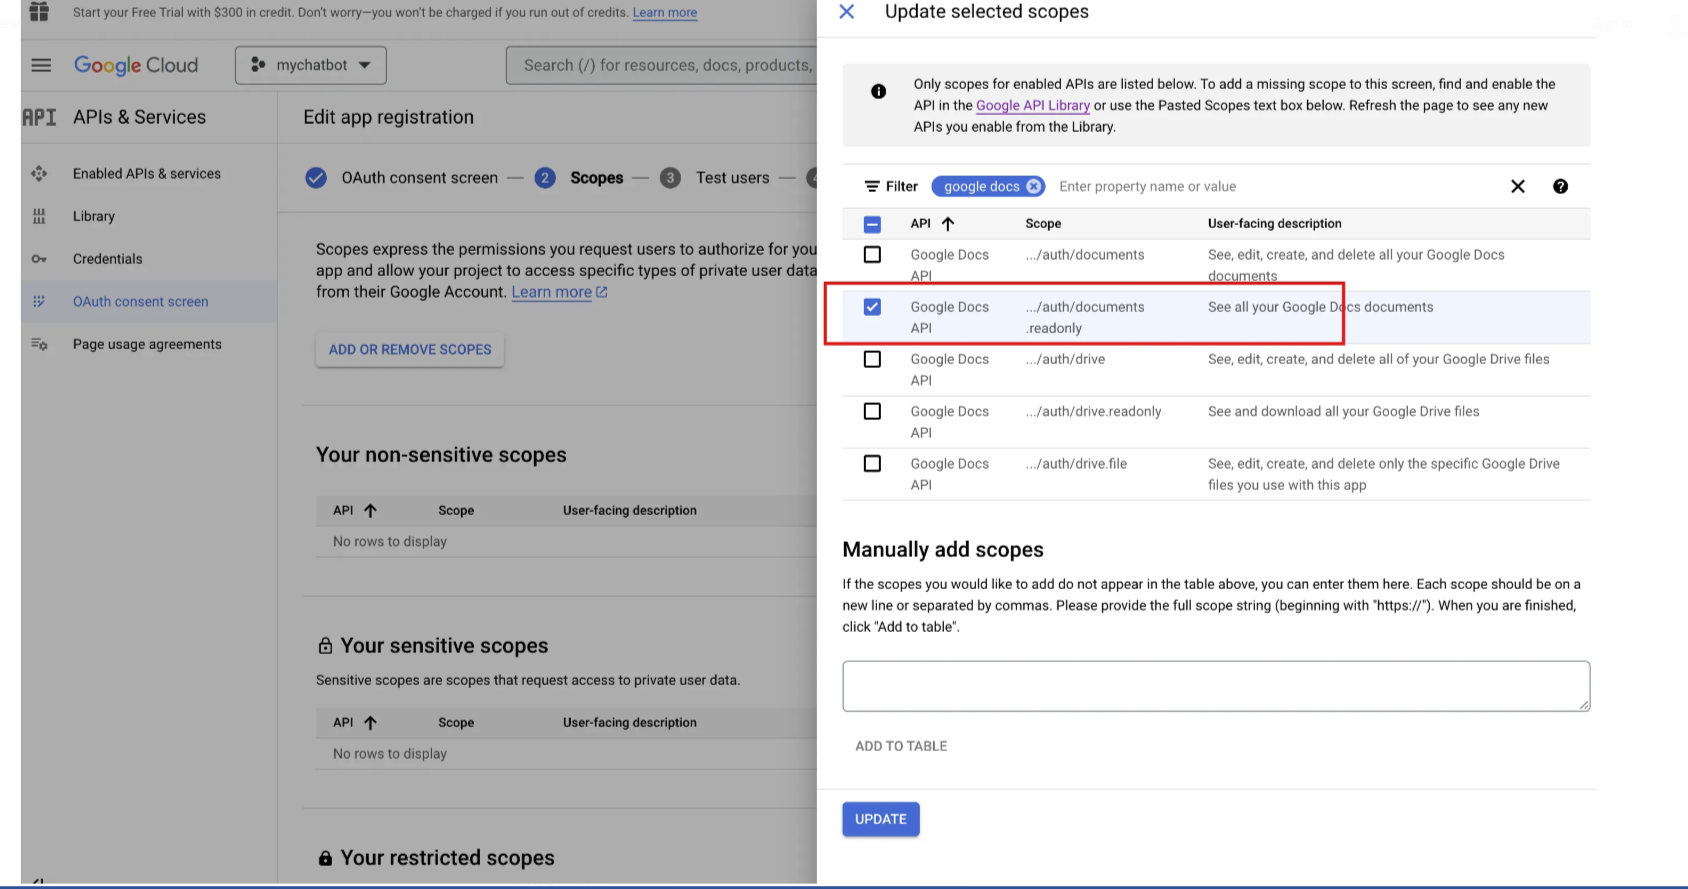 Start your Free Trial with $300 in credit. Don't worry—you won't be charged if you run out of credits. Learn more
Google Cloud
mychatbot
Search (/) for resources, docs, products,
API APIs & Services
Enabled APIs & services
Library
Credentials
OAuth consent screen
Page usage agreements
Edit app registration
OAuth consent screen — 2 Scopes — 3 Test users — 4
Scopes express the permissions you request users to authorize for you
app and allow your project to access specific types of private user data
from their Google Account. Learn more
ADD OR REMOVE SCOPES
Your non-sensitive scopes
API Scope User-facing description
No rows to display
Your sensitive scopes
Sensitive scopes are scopes that request access to private user data.
API Scope User-facing description
No rows to display
Your restricted scopes
Update selected scopes
Only scopes for enabled APIs are listed below. To add a missing scope to this screen, find and enable the
API in the Google API Library or use the Pasted Scopes text box below. Refresh the page to see any new
APIs you enable from the Library.
Filter google docs Enter property name or value
API Scope User-facing description
Google Docs .../auth/documents See, edit, create, and delete all your Google Docs
API documents
Google Docs .../auth/documents See all your Google Docs documents
API .readonly
Google Docs .../auth/drive See, edit, create, and delete all of your Google Drive files
API
Google Docs .../auth/drive.readonly See and download all your Google Drive files
API
Google Docs .../auth/drive.file See, edit, create, and delete only the specific Google Drive
API files you use with this app
Manually add scopes
If the scopes you would like to add do not appear in the table above, you can enter them here. Each scope should be on a
new line or separated by commas. Please provide the full scope string (beginning with "https://"). When you are finished,
click "Add to table".
ADD TO TABLE
UPDATE